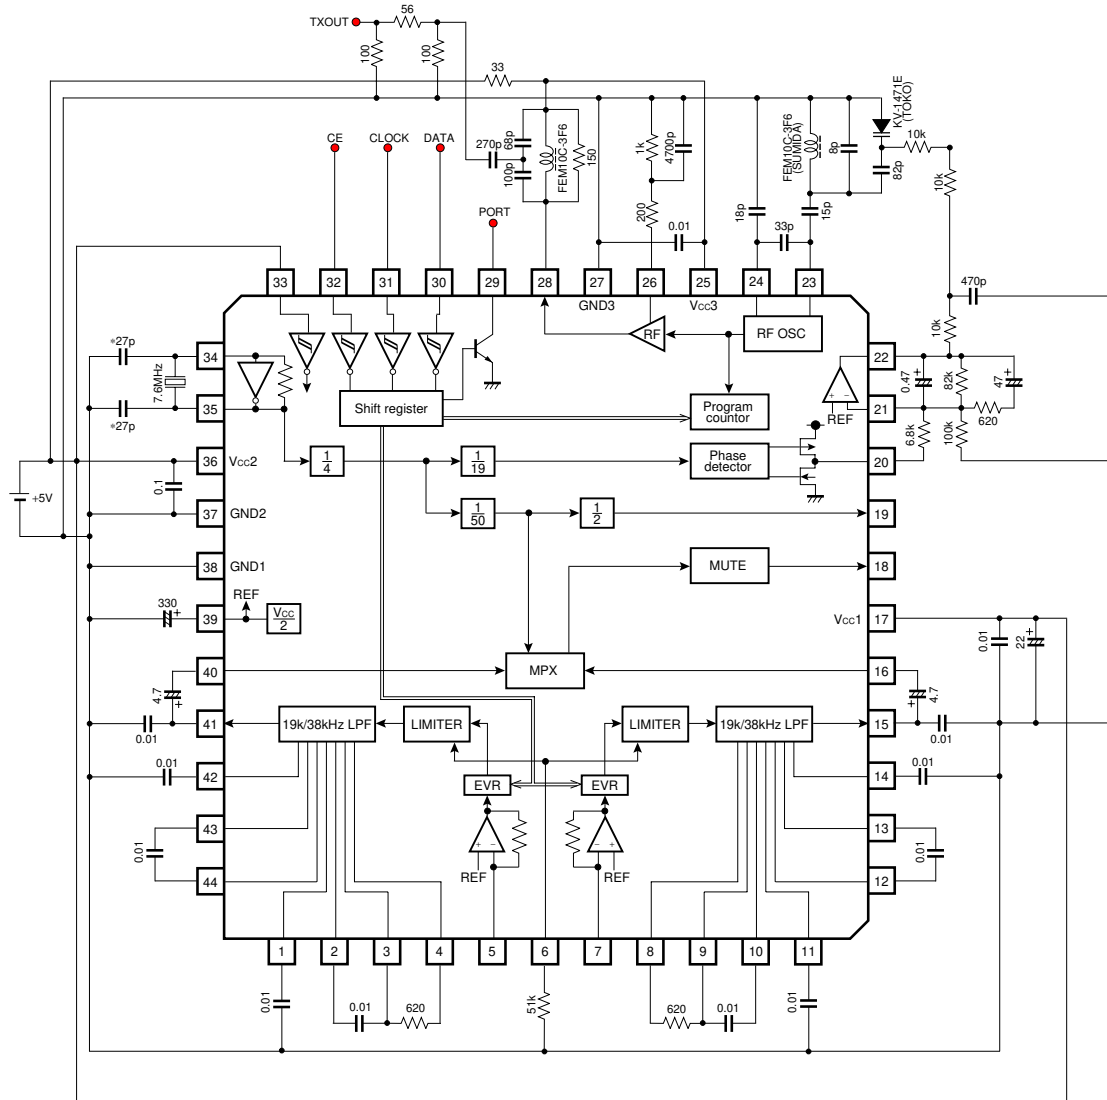 56
TXOUT
100
100
33
CE
CLOCK
DATA
270p
68p
100p
FEM10C-3F6
150
1k
4700p
200
PORT
0.01
18p
33p
15p
FEM10C-3F6
(SUMIDA)
8p
KV-1471E
(TOKO)
82p
10k
10k
470p
10k
33
32
31
30
29
28
27
26
25
24
23
GND3
Vcc3
RF
RF OSC
*27p
7.6MHz
*27p
34
35
Shift register
Program
countor
REF
22
21
20
0.47
+
82k
47
+
620
6.8k
100k
+5V
0.1
36
Vcc2
1
4
1
19
Phase
detector
37
GND2
1
50
1
2
19
38
GND1
MUTE
18
330
+
39
REF
Vcc
2
Vcc1
17
0.01
22
+
40
MPX
16
4.7
+
4.7
+
0.01
41
19k/38kHz LPF
LIMITER
LIMITER
19k/38kHz LPF
15
0.01
0.01
42
EVR
EVR
14
0.01
43
+ −
− +
13
0.01
44
REF
REF
12
0.01
1
2
3
4
5
6
7
8
9
10
11
0.01
0.01
620
51k
620
0.01
0.01